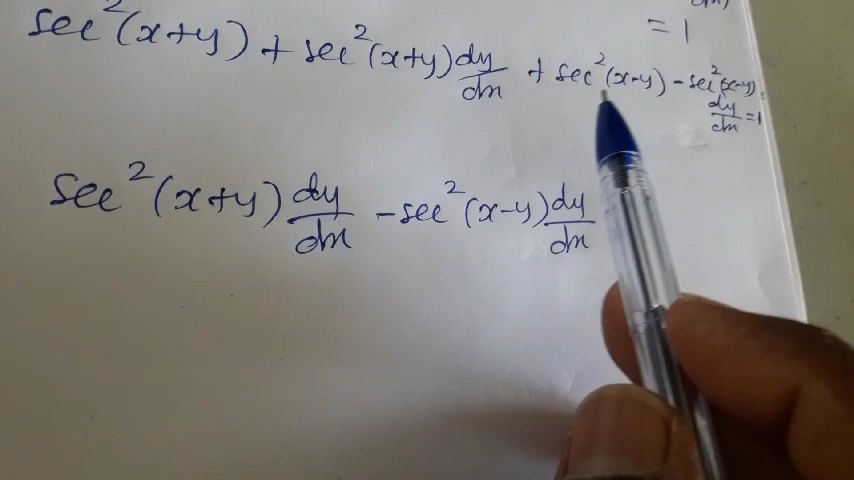 = 1
sec²(x+y) + sec²(x+y) dy/dx + sec²(x-y) - sec²(x-y).
dy/dx = 1
sec²(x+y) dy/dx - sec²(x-y) dy/dx